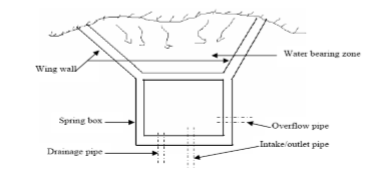 Water bearing zone
Wing wall
Spring box
Overflow pipe
Intake/outlet pipe
Drainage pipe